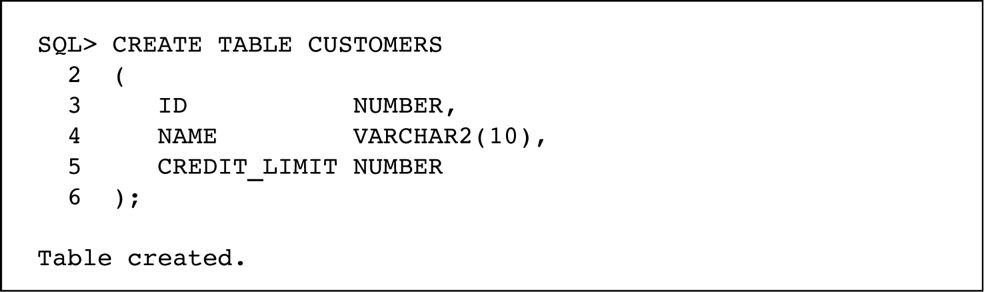 SQL> CREATE TABLE CUSTOMERS
2 (
3 ID NUMBER,
4 NAME VARCHAR2(10),
5 CREDIT_LIMIT NUMBER
6 );
Table created.